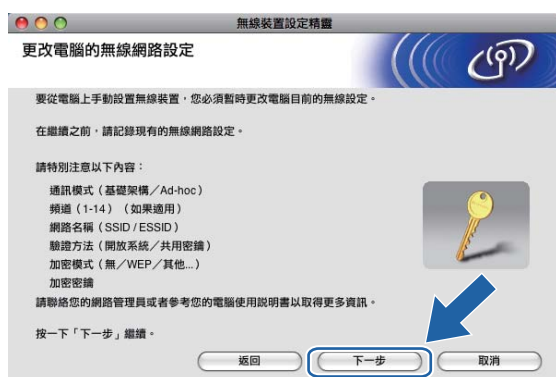 無線裝置設定精靈
更改電腦的無線網路設定
要從電腦上手動設置無線裝置，您必須暫時更改電腦目前的無線設定。
在繼續之前，請記錄現有的無線網路設定。
請特別注意以下內容：
通訊模式（基礎架構／Ad-hoc）
頻道（1-14）（如果適用）
網路名稱（SSID / ESSID）
驗證方法（開放系統／共用密鑰）
加密模式（無／WEP／其他...）
加密密鑰
請聯絡您的網路管理員或者參考您的電腦使用說明書以取得更多資訊。
按一下「下一步」繼續。
返回 下一步 取消